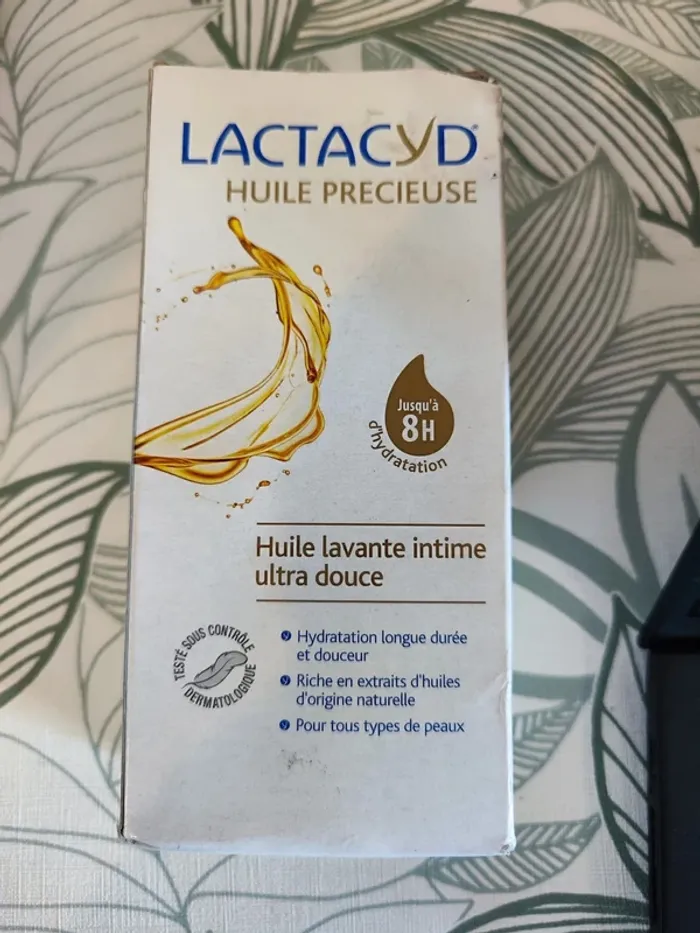 LACTACYD®
HUILE PRECIEUSE
Jusqu'à
8H
d'hydratation
Huile lavante intime
ultra douce
TESTÉ SOUS CONTRÔLE
DERMATOLOGIQUE
Hydratation longue durée
et douceur
Riche en extraits d'huiles
d'origine naturelle
Pour tous types de peaux